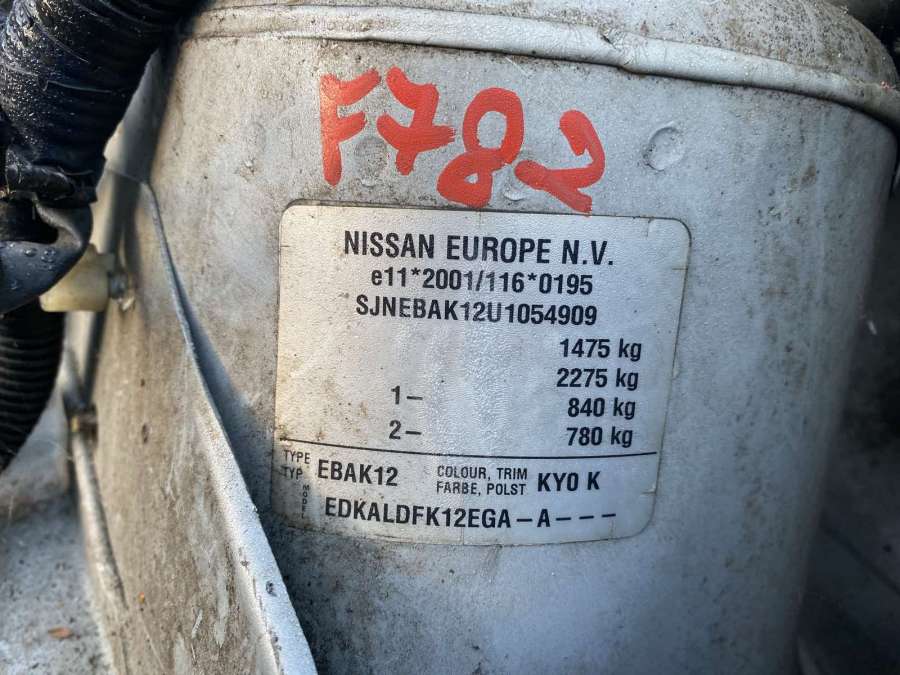 F782
NISSAN EUROPE N.V.
e11*2001/116*0195
SJNEBAK12U1054909
1475 kg
2275 kg
1– 840 kg
2– 780 kg
TYPE
TYP EBAK12 COLOUR, TRIM
FARBE, POLST KY0 K
MODEL EDKALDFK12EGA–A–––